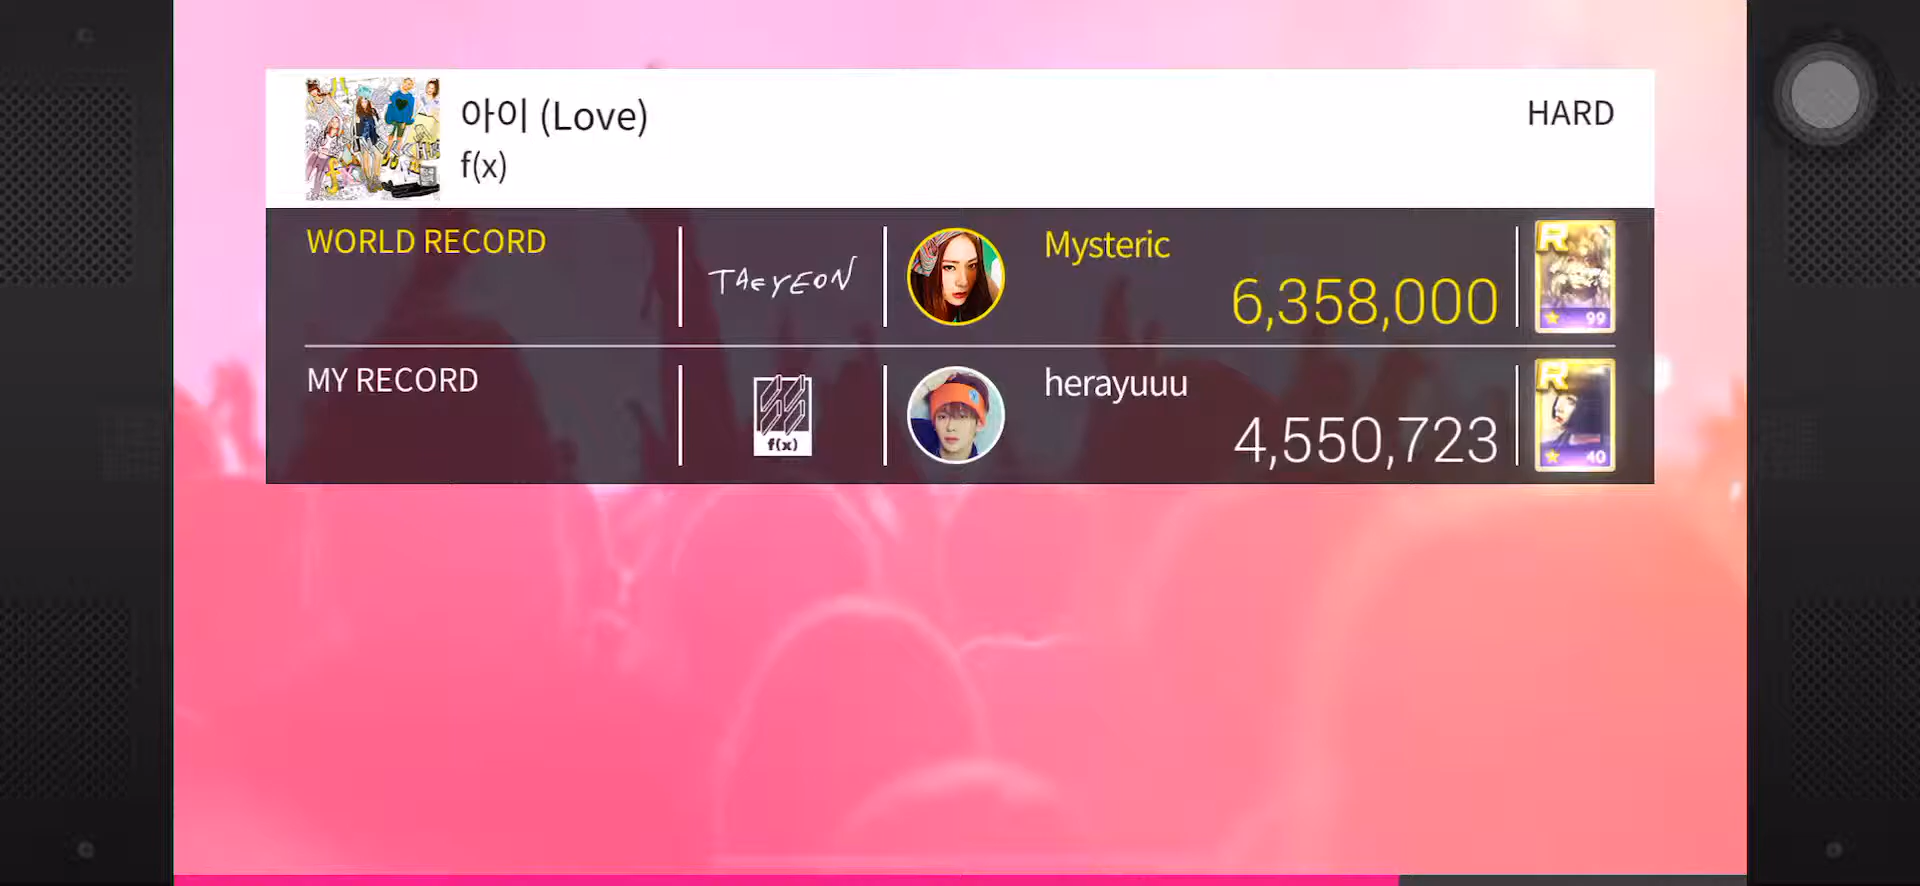 아이 (Love)
f(x)
HARD
WORLD RECORD
TAEYEON
Mysteric
6,358,000
R
99
MY RECORD
f(x)
herayuuu
4,550,723
R
40